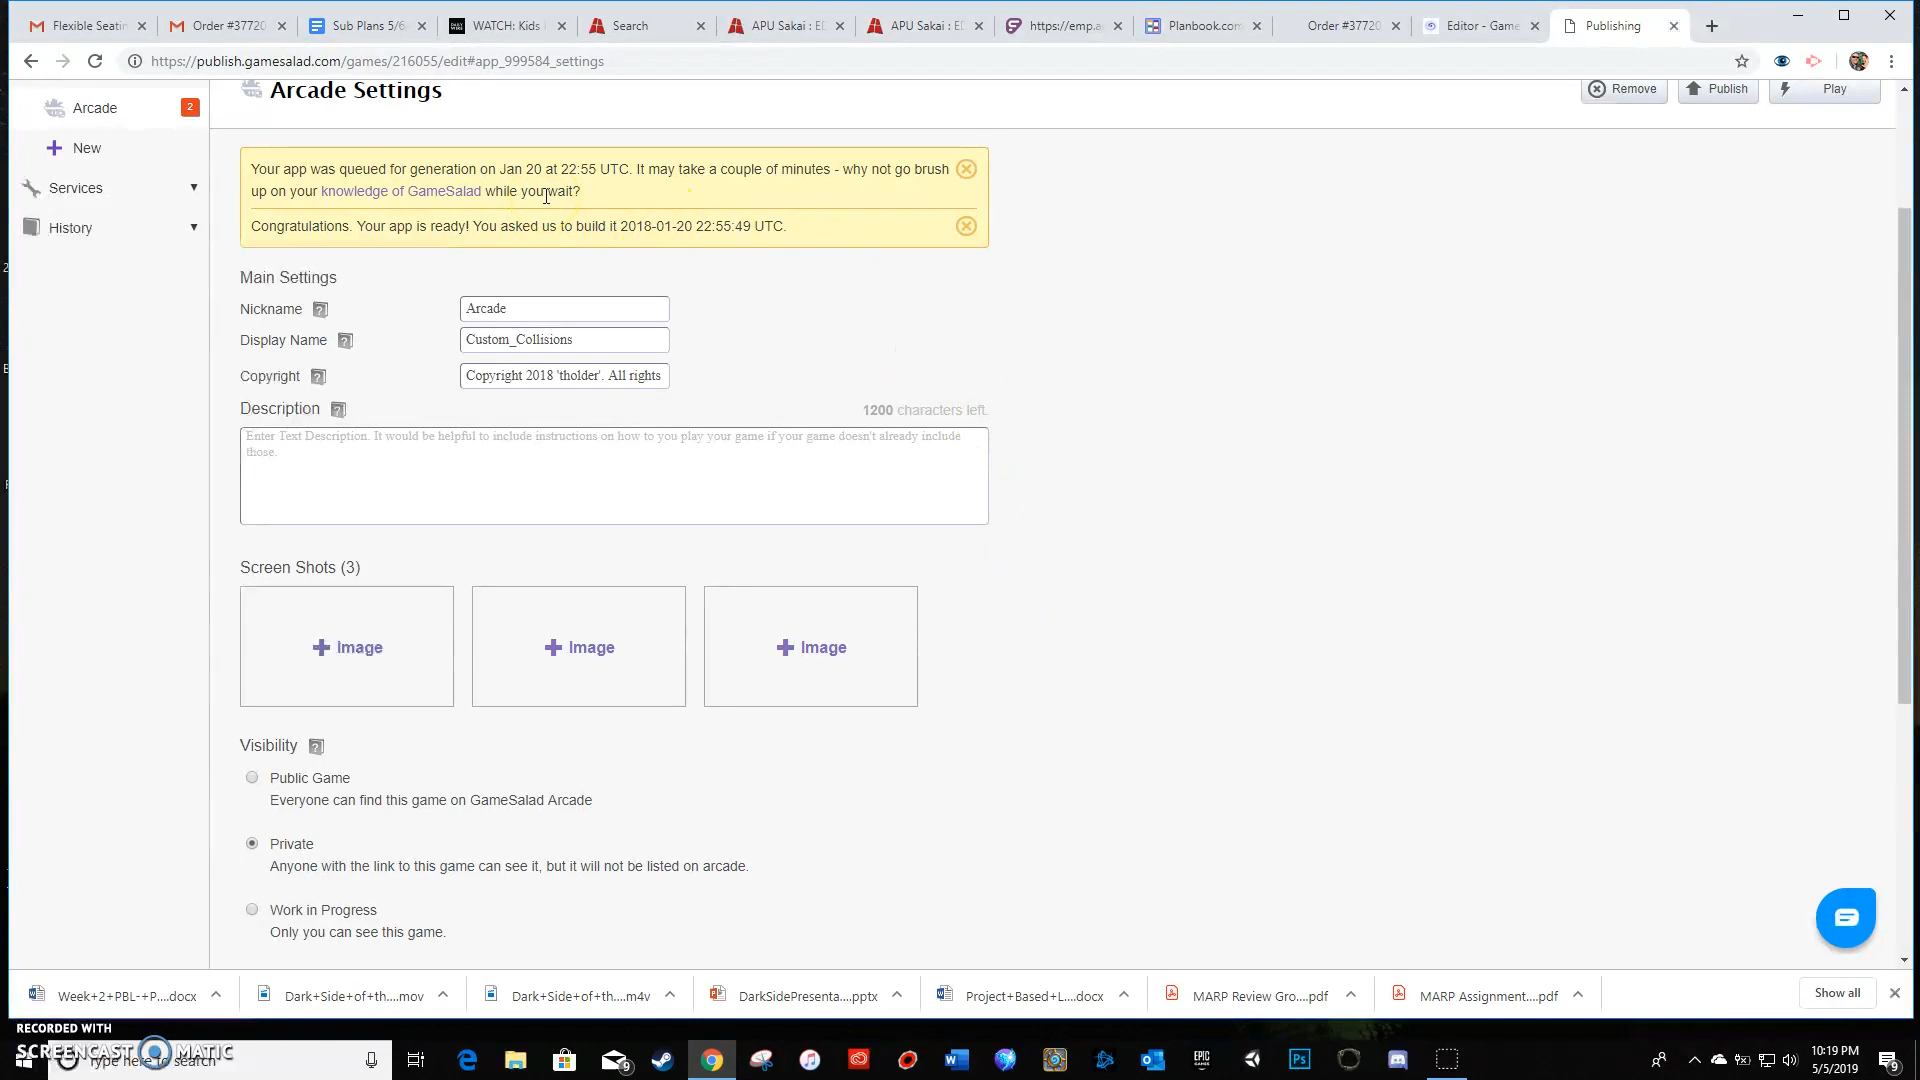 Flexible Seatin
Order #37720
Sub Plans 5/6
WATCH: Kids
Search
APU Sakai : ED
APU Sakai : ED
https://emp.a
Planbook.com
Order #37720
Editor - Game
Publishing
https://publish.gamesalad.com/games/216055/edit#app_999584_settings
Arcade 2
New
Services
History
Arcade Settings
Remove
Publish
Play
Your app was queued for generation on Jan 20 at 22:55 UTC. It may take a couple of minutes - why not go brush
up on your knowledge of GameSalad while you wait?
Congratulations. Your app is ready! You asked us to build it 2018-01-20 22:55:49 UTC.
Main Settings
Nickname ? Arcade
Display Name ? Custom_Collisions
Copyright ? Copyright 2018 'tholder'. All rights
Description ? 1200 characters left.
Enter Text Description. It would be helpful to include instructions on how to you play your game if your game doesn't already include
those.
Screen Shots (3)
Image
Image
Image
Visibility ?
Public Game
Everyone can find this game on GameSalad Arcade
Private
Anyone with the link to this game can see it, but it will not be listed on arcade.
Work in Progress
Only you can see this game.
Week+2+PBL-+P....docx
Dark+Side+of+th....mov
Dark+Side+of+th....m4v
DarkSidePresenta....pptx
Project+Based+L....docx
MARP Review Gro....pdf
MARP Assignment....pdf
Show all
RECORDED WITH
SCREENCAST MATIC
Type here to search
9
EPIC
GAMES
Ps
10:19 PM
5/5/2019
9